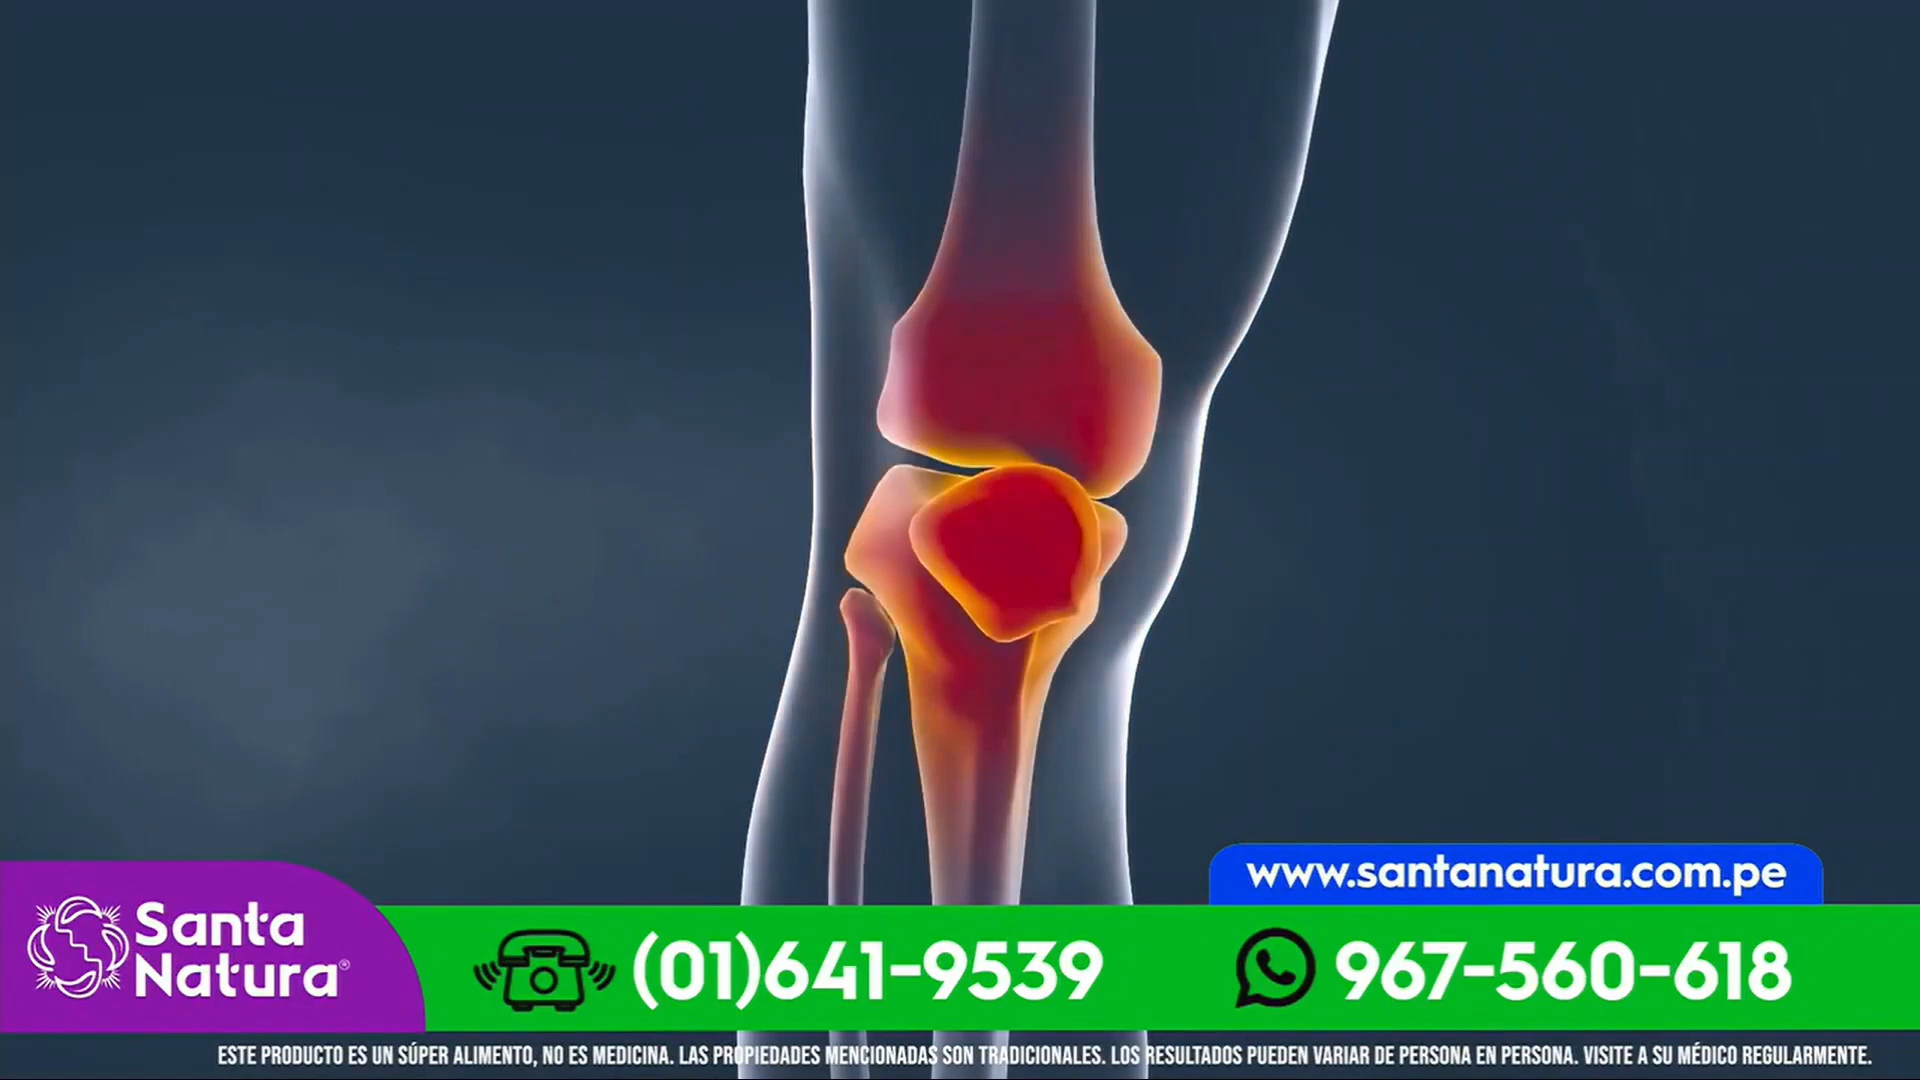 www.santanatura.com.pe
Santa
Natura®
(01)641-9539
967-560-618
ESTE PRODUCTO ES UN SÚPER ALIMENTO, NO ES MEDICINA. LAS PROPIEDADES MENCIONADAS SON TRADICIONALES. LOS RESULTADOS PUEDEN VARIAR DE PERSONA EN PERSONA. VISITE A SU MÉDICO REGULARMENTE.